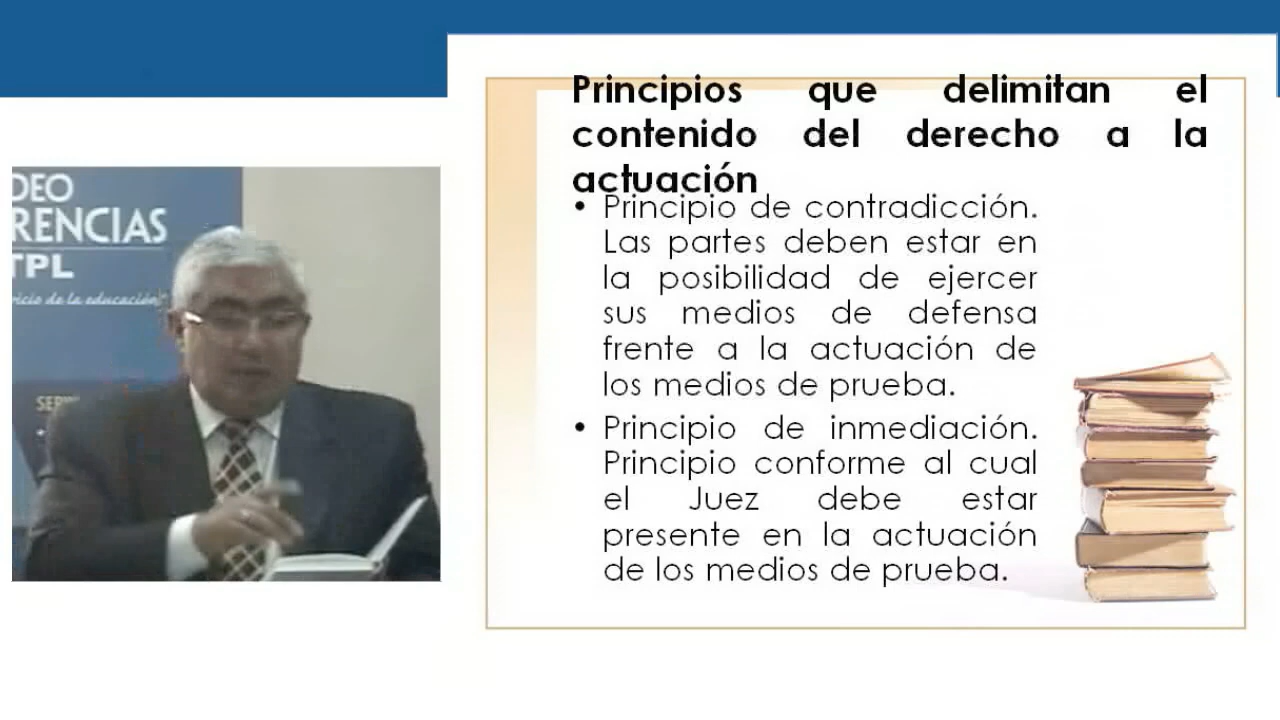 DEO
RENCIAS
TPL
vicio de la educación
SERV
Principios que delimitan el
contenido del derecho a la
actuación
• Principio de contradicción.
Las partes deben estar en
la posibilidad de ejercer
sus medios de defensa
frente a la actuación de
los medios de prueba.
• Principio de inmediación.
Principio conforme al cual
el Juez debe estar
presente en la actuación
de los medios de prueba.